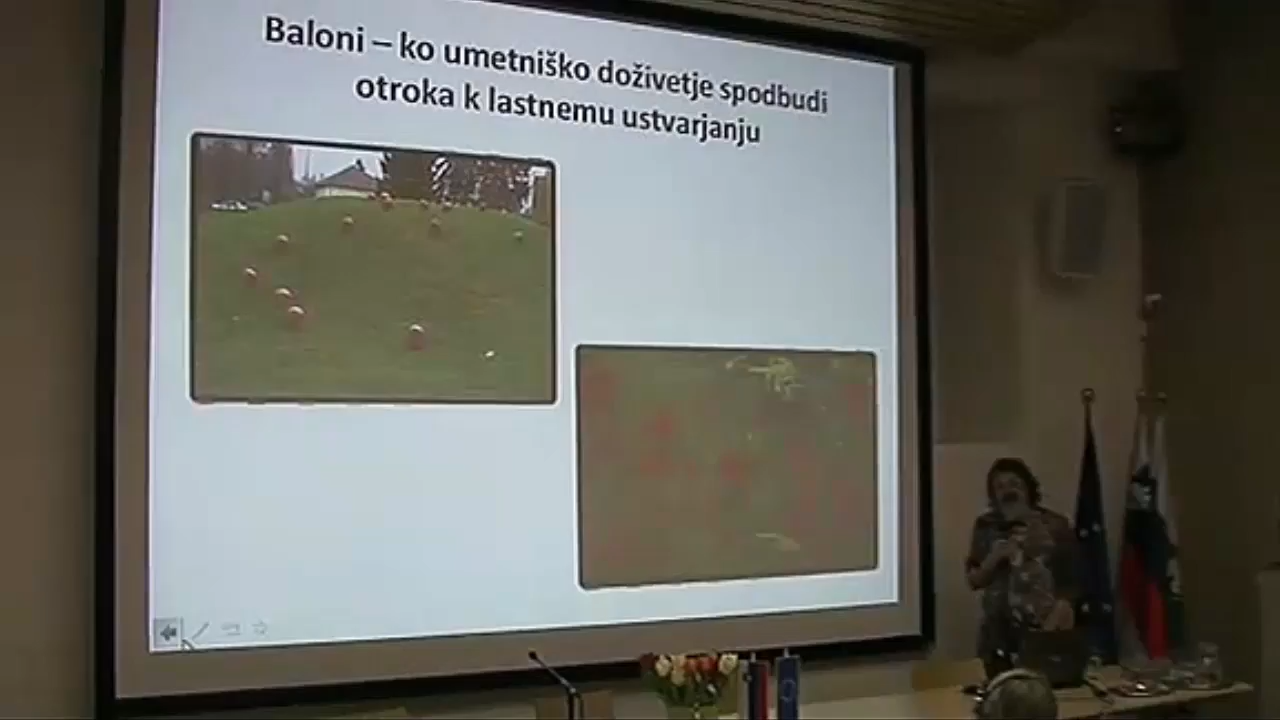 Baloni – ko umetniško doživetje spodbudi
otroka k lastnemu ustvarjanju